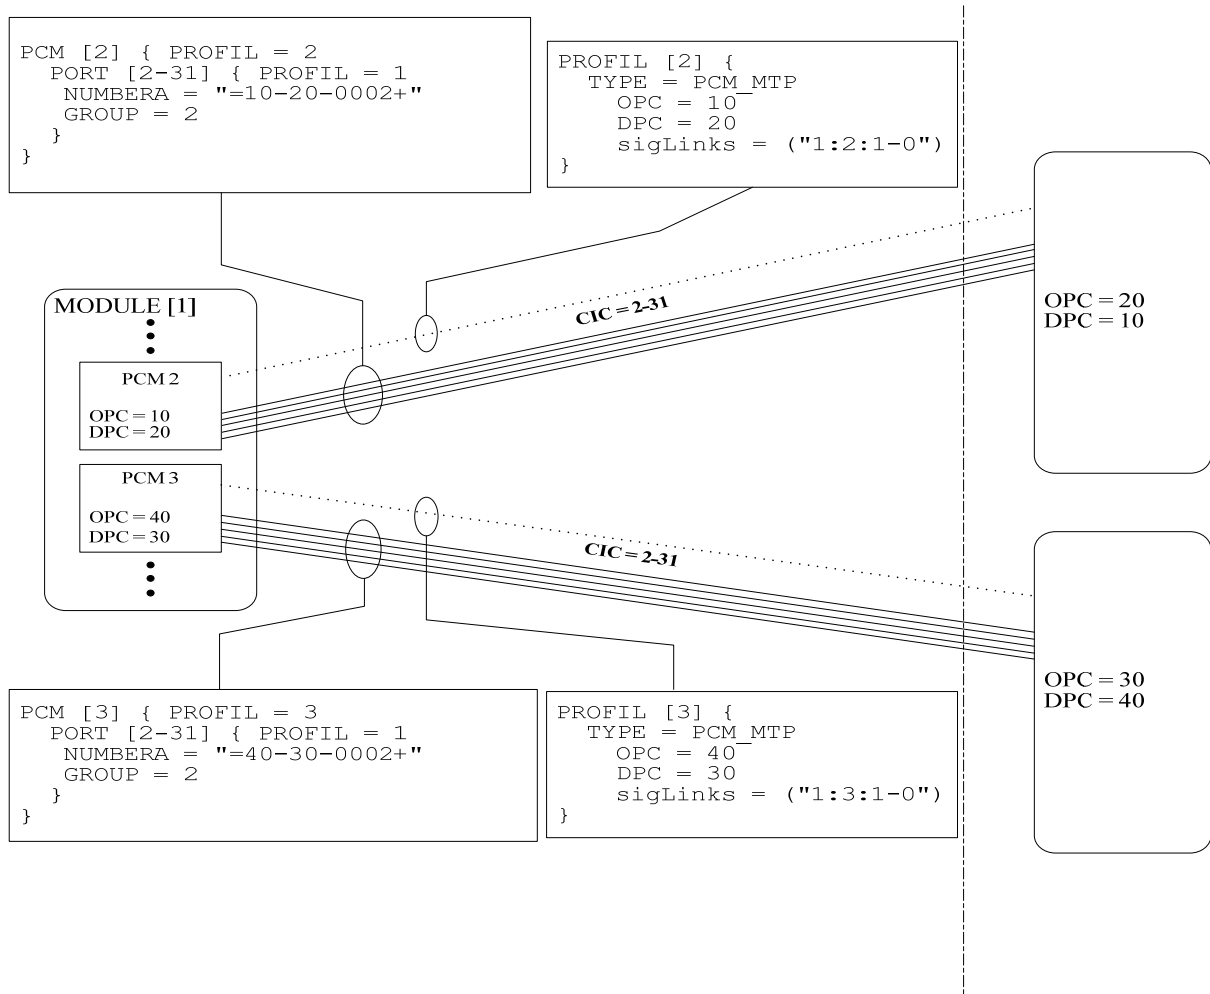 PCM [2] { PROFIL = 2
PORT [2-31] { PROFIL = 1
NUMBERA = "=10-20-0002+"
GROUP = 2
}
}
PROFIL [2] {
TYPE = PCM_MTP
OPC = 10
DPC = 20
sigLinks = ("1:2:1-0")
}
MODULE [1]
PCM 2
OPC = 10
DPC = 20
PCM 3
OPC = 40
DPC = 30
CIC = 2-31
CIC = 2-31
OPC = 20
DPC = 10
OPC = 30
DPC = 40
PCM [3] { PROFIL = 3
PORT [2-31] { PROFIL = 1
NUMBERA = "=40-30-0002+"
GROUP = 2
}
}
PROFIL [3] {
TYPE = PCM_MTP
OPC = 40
DPC = 30
sigLinks = ("1:3:1-0")
}